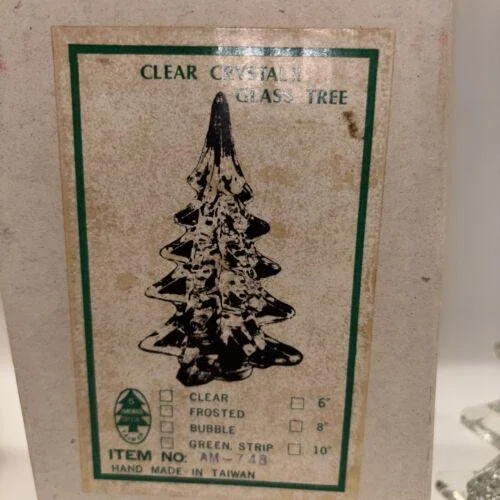 CLEAR CRYSTAL
GLASS TREE
CLEAR 6"
FROSTED
BUBBLE 8"
GREEN. STRIP 10"
ITEM NO: AM-748
HAND MADE IN TAIWAN